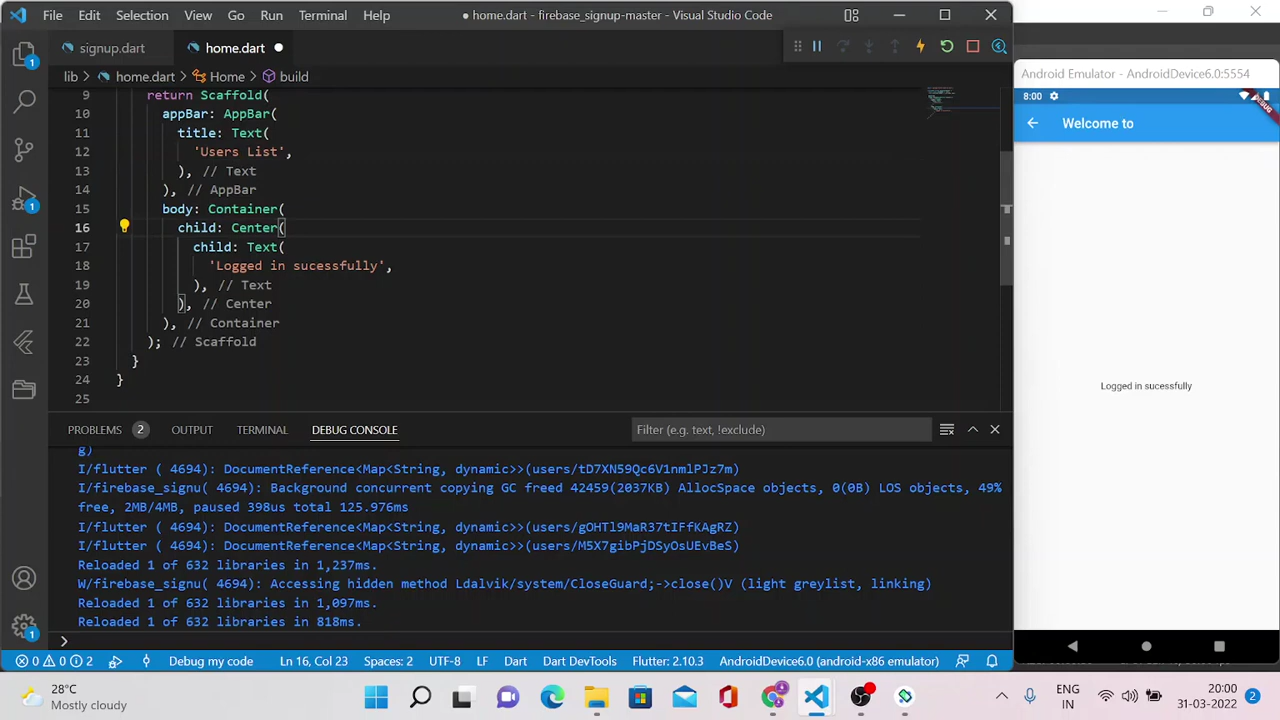 File Edit Selection View Go Run Terminal Help
● home.dart - firebase_signup-master - Visual Studio Code
signup.dart home.dart ●
lib > home.dart > Home > build
9 return Scaffold(
10 appBar: AppBar(
11 title: Text(
12 'Users List',
13 ), // Text
14 ), // AppBar
15 body: Container(
16 child: Center(
17 child: Text(
18 'Logged in sucessfully',
19 ), // Text
20 ), // Center
21 ), // Container
22 ); // Scaffold
23 }
24 }
25
PROBLEMS 2 OUTPUT TERMINAL DEBUG CONSOLE Filter (e.g. text, !exclude)
g)
I/flutter ( 4694): DocumentReference<Map<String, dynamic>>(users/tD7XN59Qc6V1nmlPJz7m)
I/firebase_signu( 4694): Background concurrent copying GC freed 42459(2037KB) AllocSpace objects, 0(0B) LOS objects, 49%
free, 2MB/4MB, paused 398us total 125.976ms
I/flutter ( 4694): DocumentReference<Map<String, dynamic>>(users/gOHTl9MaR37tIFfKAgRZ)
I/flutter ( 4694): DocumentReference<Map<String, dynamic>>(users/M5X7gibPjDSyOsUEvBeS)
Reloaded 1 of 632 libraries in 1,237ms.
W/firebase_signu( 4694): Accessing hidden method Ldalvik/system/CloseGuard;->close()V (light greylist, linking)
Reloaded 1 of 632 libraries in 1,097ms.
Reloaded 1 of 632 libraries in 818ms.
>
0 0 2 Debug my code Ln 16, Col 23 Spaces: 2 UTF-8 LF Dart Dart DevTools Flutter: 2.10.3 AndroidDevice6.0 (android-x86 emulator)
1
1
1
Android Emulator - AndroidDevice6.0:5554
8:00
DEBUG
Welcome to
Logged in sucessfully
28°C
Mostly cloudy
ENG
IN
20:00
31-03-2022
2